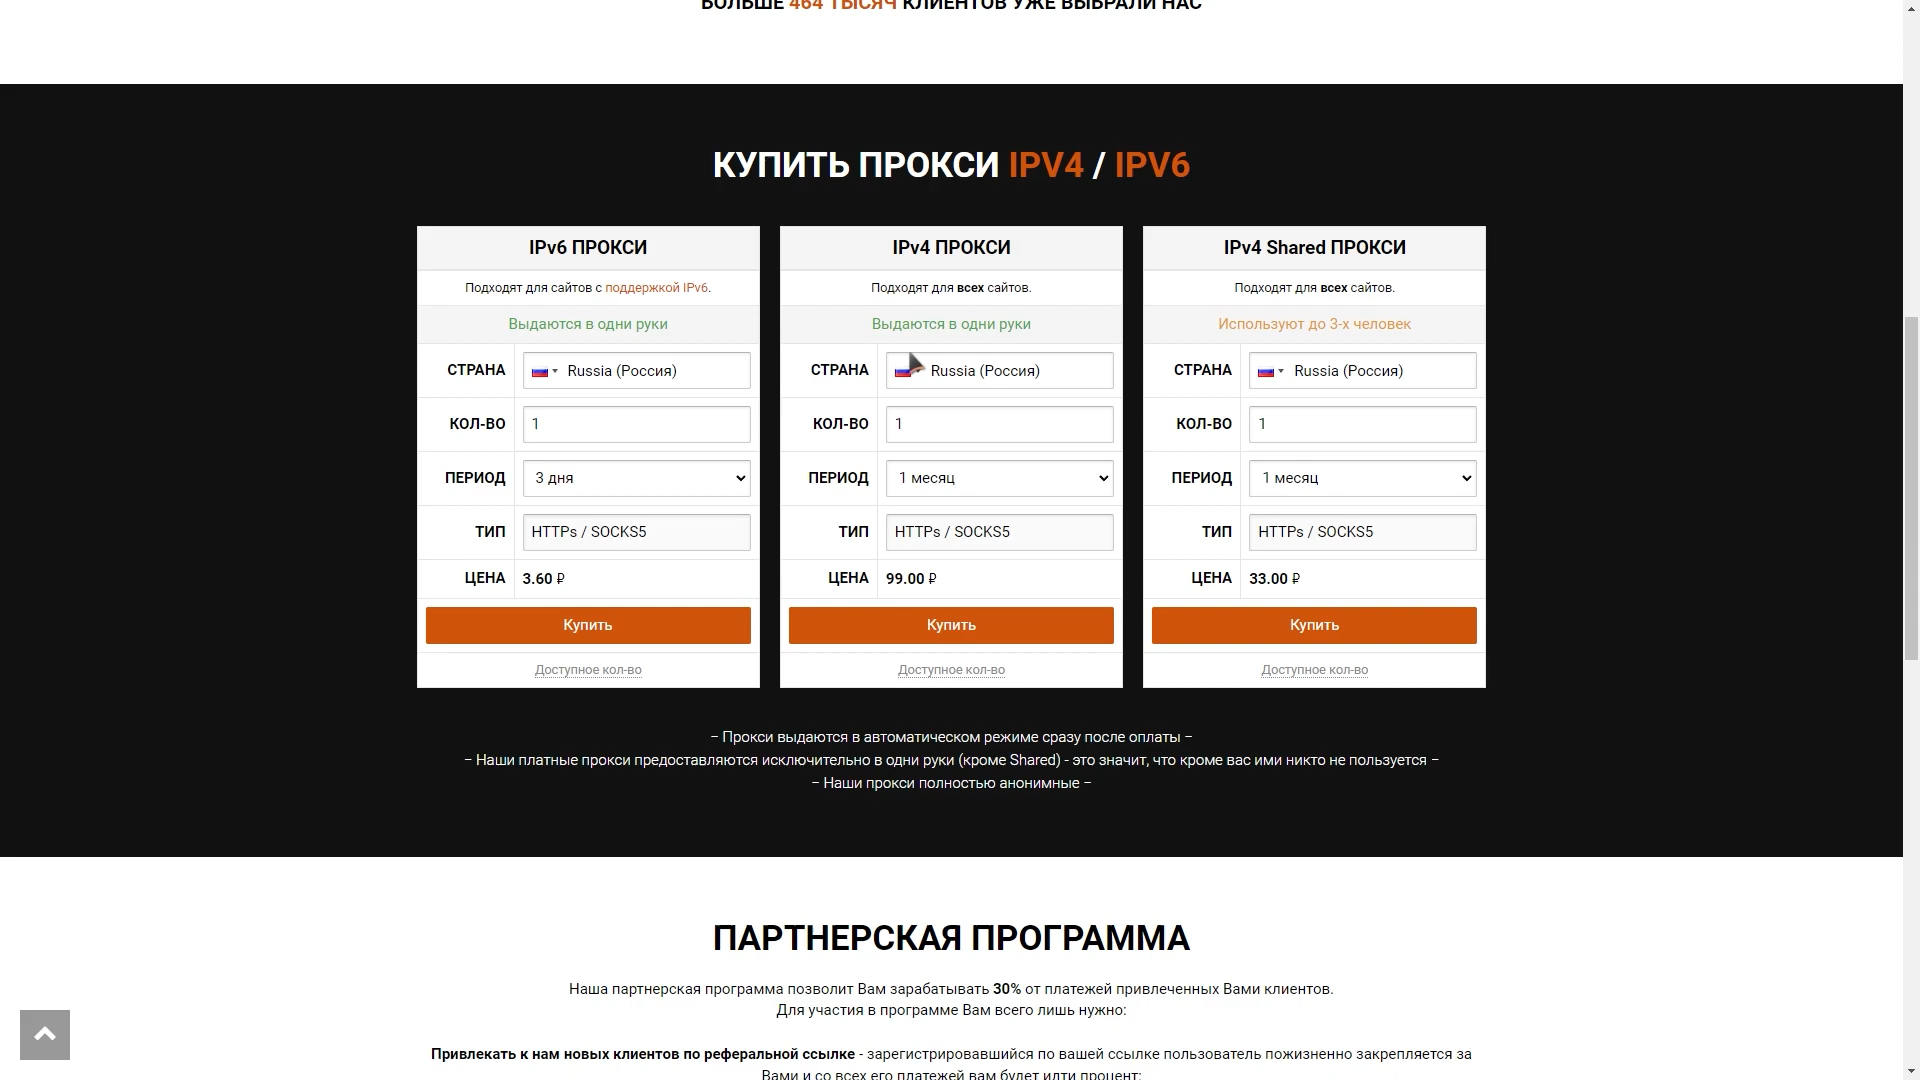 БОЛЬШЕ 464 ТЫСЯЧ КЛИЕНТОВ УЖЕ ВЫБРАЛИ НАС
КУПИТЬ ПРОКСИ IPV4 / IPV6
IPv6 ПРОКСИ
Подходят для сайтов с поддержкой IPv6.
Выдаются в одни руки
СТРАНА Russia (Россия)
КОЛ-ВО 1
ПЕРИОД 3 дня
ТИП HTTPs / SOCKS5
ЦЕНА 3.60 ₽
Купить
Доступное кол-во
IPv4 ПРОКСИ
Подходят для всех сайтов.
Выдаются в одни руки
СТРАНА Russia (Россия)
КОЛ-ВО 1
ПЕРИОД 1 месяц
ТИП HTTPs / SOCKS5
ЦЕНА 99.00 ₽
Купить
Доступное кол-во
IPv4 Shared ПРОКСИ
Подходят для всех сайтов.
Используют до 3-х человек
СТРАНА Russia (Россия)
КОЛ-ВО 1
ПЕРИОД 1 месяц
ТИП HTTPs / SOCKS5
ЦЕНА 33.00 ₽
Купить
Доступное кол-во
− Прокси выдаются в автоматическом режиме сразу после оплаты −
− Наши платные прокси предоставляются исключительно в одни руки (кроме Shared) - это значит, что кроме вас ими никто не пользуется −
− Наши прокси полностью анонимные −
ПАРТНЕРСКАЯ ПРОГРАММА
Наша партнерская программа позволит Вам зарабатывать 30% от платежей привлеченных Вами клиентов.
Для участия в программе Вам всего лишь нужно:
Привлекать к нам новых клиентов по реферальной ссылке - зарегистрировавшийся по вашей ссылке пользователь пожизненно закрепляется за
Вами и со всех его платежей вам будет идти процент: